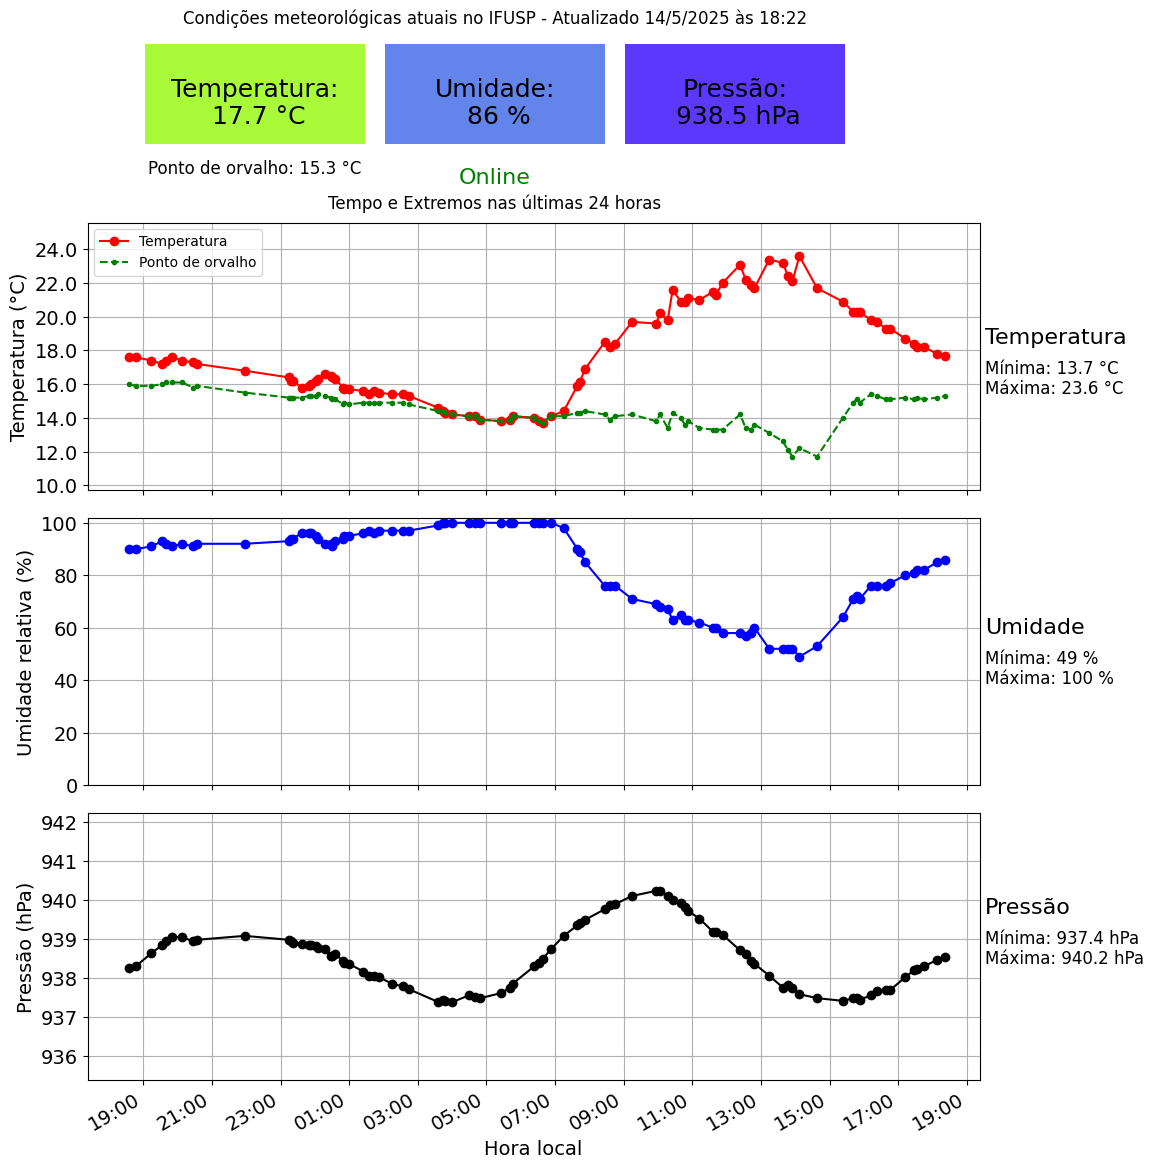 Condições meteorológicas atuais no IFUSP - Atualizado 14/5/2025 às 18:22
Temperatura:
17.7 °C
Umidade:
86 %
Pressão:
938.5 hPa
Ponto de orvalho: 15.3 °C
Online
Tempo e Extremos nas últimas 24 horas
Temperatura
Ponto de orvalho
Temperatura (°C)
24.0
22.0
20.0
18.0
16.0
14.0
12.0
10.0
Temperatura
Mínima: 13.7 °C
Máxima: 23.6 °C
Umidade relativa (%)
100
80
60
40
20
0
Umidade
Mínima: 49 %
Máxima: 100 %
Pressão (hPa)
942
941
940
939
938
937
936
Pressão
Mínima: 937.4 hPa
Máxima: 940.2 hPa
19:00 21:00 23:00 01:00 03:00 05:00 07:00 09:00 11:00 13:00 15:00 17:00 19:00
Hora local